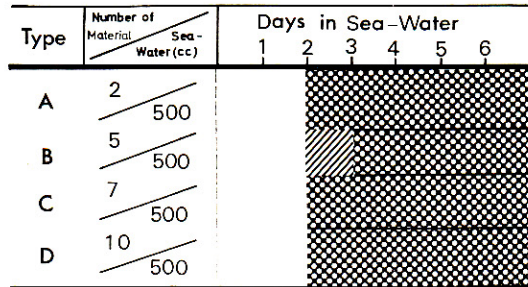 Type Number of Material Sea-Water (cc) Days in Sea-Water
1 2 3 4 5 6
A 2 500
B 5 500
C 7 500
D 10 500